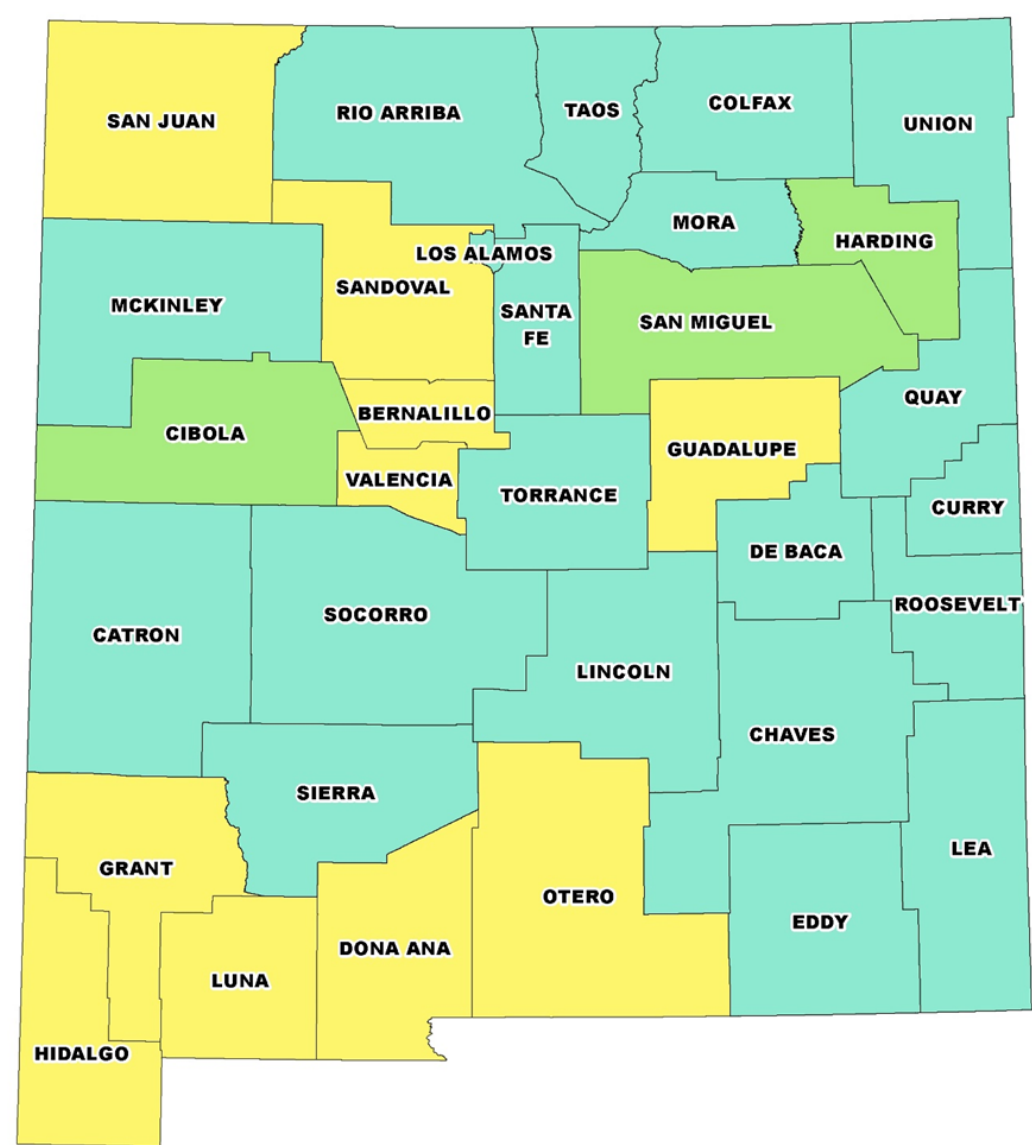 SAN JUAN
RIO ARRIBA
TAOS
COLFAX
UNION
MORA
HARDING
LOS ALAMOS
SANDOVAL
MCKINLEY
SANTA
FE
SAN MIGUEL
QUAY
BERNALILLO
CIBOLA
GUADALUPE
VALENCIA
TORRANCE
CURRY
DE BACA
ROOSEVELT
SOCORRO
CATRON
LINCOLN
CHAVES
SIERRA
LEA
GRANT
OTERO
EDDY
DONA ANA
LUNA
HIDALGO